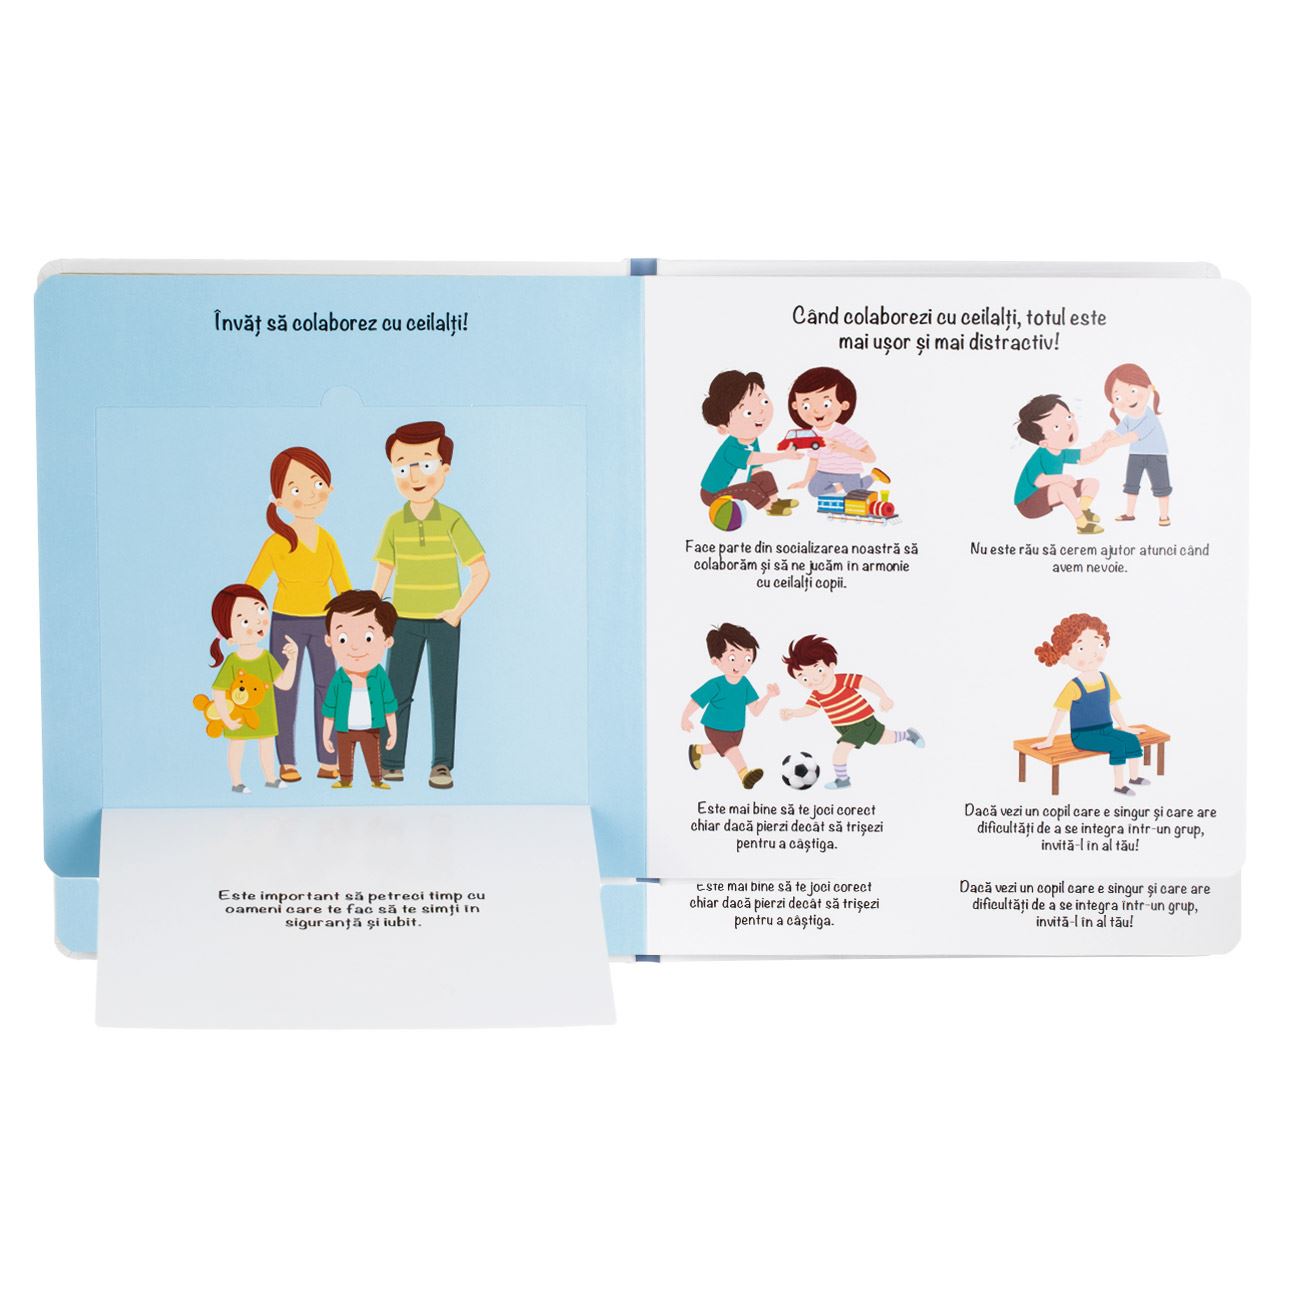 Învăț să colaborez cu ceilalți!
Este important să petreci timp cu
oameni care te fac să te simți în
siguranță și iubit.
Când colaborezi cu ceilalți, totul este
mai ușor și mai distractiv!
Face parte din socializarea noastră să
colaborăm și să ne jucăm în armonie
cu ceilalți copii.
Nu este rău să cerem ajutor atunci când
avem nevoie.
Este mai bine să te joci corect
chiar dacă pierzi decât să trișezi
pentru a câștiga.
Dacă vezi un copil care e singur și care are
dificultăți de a se integra într-un grup,
invită-l în al tău!
Este mai bine să te joci corect
chiar dacă pierzi decât să trișezi
pentru a câștiga.
Dacă vezi un copil care e singur și care are
dificultăți de a se integra într-un grup,
invită-l în al tău!